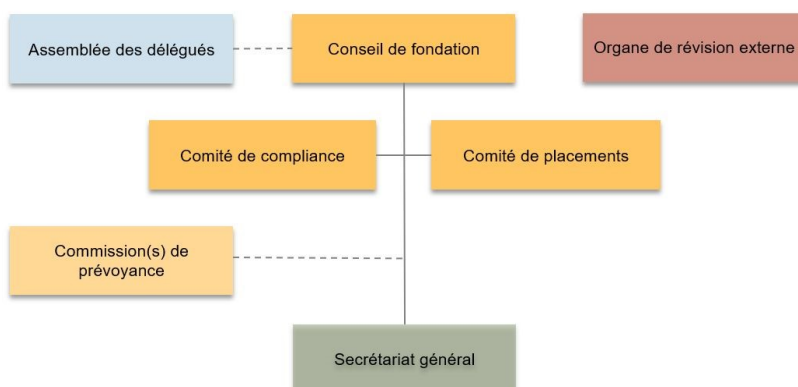 Assemblée des délégués
Conseil de fondation
Organe de révision externe
Comité de compliance
Comité de placements
Commission(s) de
prévoyance
Secrétariat général